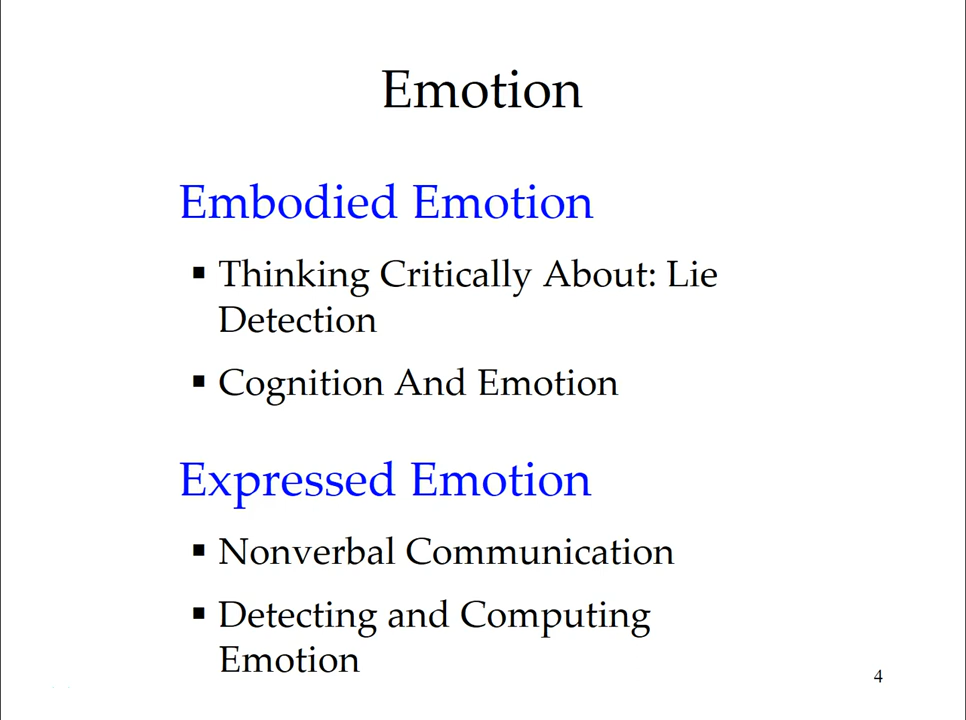 Emotion
Embodied Emotion
▪ Thinking Critically About: Lie
Detection
▪ Cognition And Emotion
Expressed Emotion
▪ Nonverbal Communication
▪ Detecting and Computing
Emotion
4